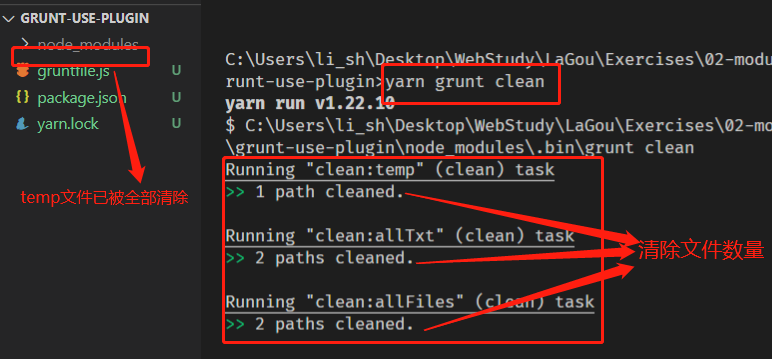 GRUNT-USE-PLUGIN
node_modules
gruntfile.js
package.json U
yarn.lock U
temp文件已被全部清除
C:\Users\li_sh\Desktop\WebStudy\LaGou\Exercises\02-modu
runt-use-plugin>yarn grunt clean
yarn run v1.22.10
$ C:\Users\li_sh\Desktop\WebStudy\LaGou\Exercises\02-mod
\grunt-use-plugin\node_modules\.bin\grunt clean
Running "clean:temp" (clean) task
>> 1 path cleaned.
Running "clean:allTxt" (clean) task
>> 2 paths cleaned.
清除文件数量
Running "clean:allFiles" (clean) task
>> 2 paths cleaned.